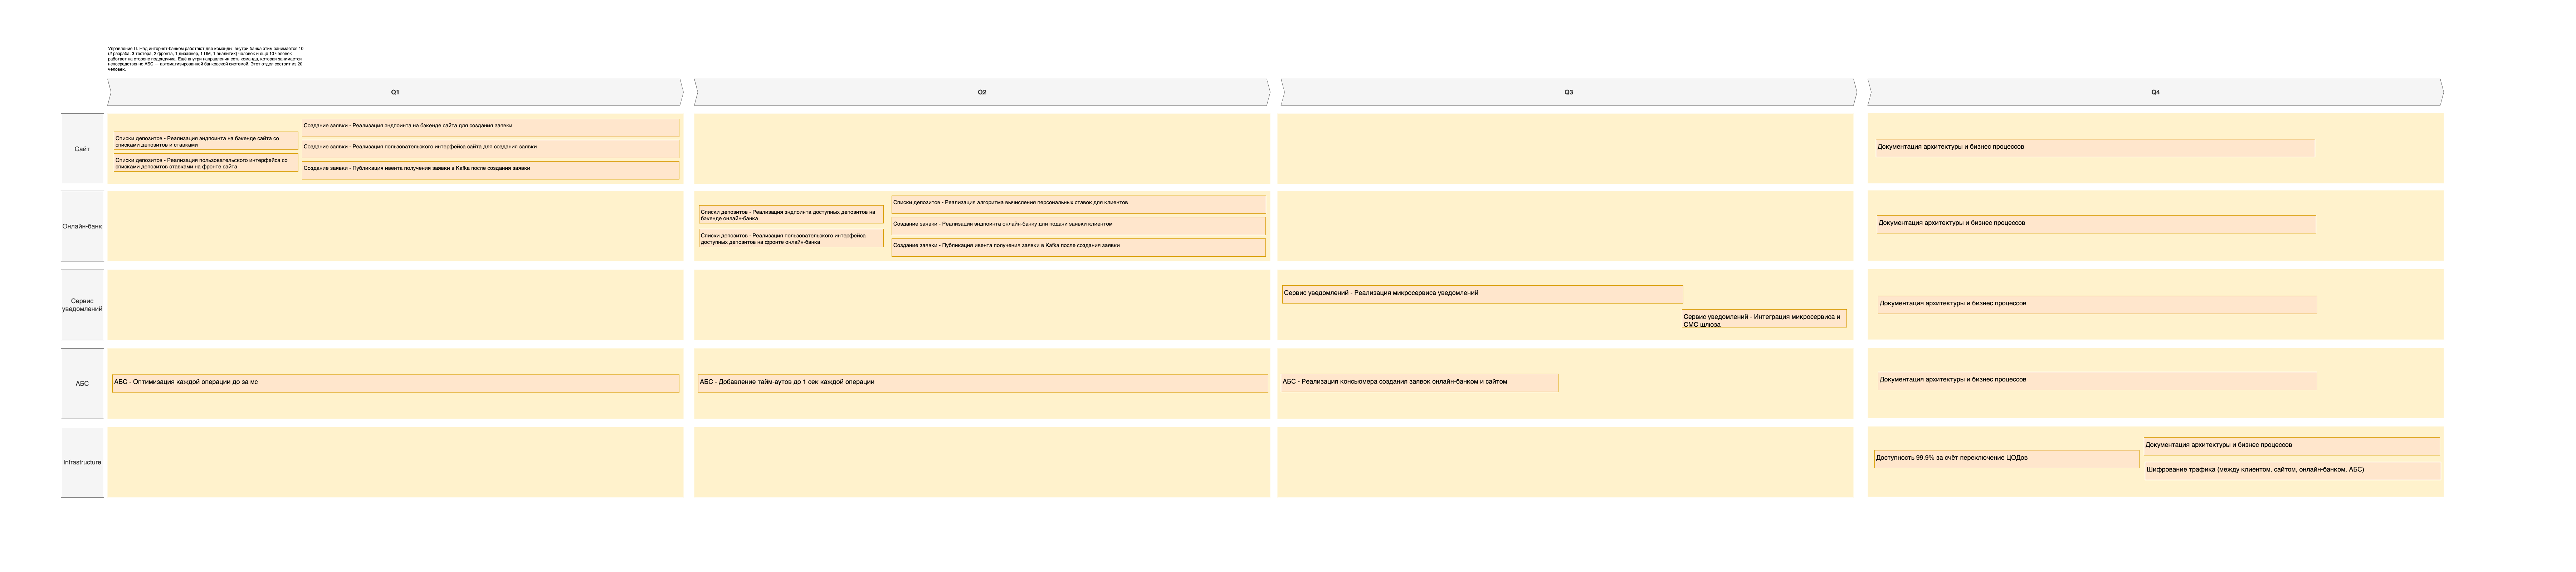 Управление IT. Над интернет-банком работают две команды: внутри банка этим занимается 10
(2 разраба, 3 тестера, 2 фронта, 1 дизайнер, 1 ПМ, 1 аналитик) человек и ещё 10 человек
работает на стороне подрядчика. Ещё внутри направления есть команда, которая занимается
непосредственно АБС — автоматизированной банковской системой. Этот отдел состоит из 20
человек.
Q1
Q2
Q3
Q4
Сайт
Списки депозитов - Реализация эндпоинта на бэкенде сайта со
списками депозитов и ставками
Списки депозитов - Реализация пользовательского интерфейса со
списками депозитов ставками на фронте сайта
Создание заявки - Реализация эндпоинта на бэкенде сайта для создания заявки
Создание заявки - Реализация пользовательского интерфейса сайта для создания заявки
Создание заявки - Публикация ивента получения заявки в Kafka после создания заявки
Документация архитектуры и бизнес процессов
Онлайн-банк
Списки депозитов - Реализация эндпоинта доступных депозитов на
бэкенде онлайн-банка
Списки депозитов - Реализация пользовательского интерфейса
доступных депозитов на фронте онлайн-банка
Списки депозитов - Реализация алгоритма вычисления персональных ставок для клиентов
Создание заявки - Реализация эндпоинта онлайн-банку для подачи заявки клиентом
Создание заявки - Публикация ивента получения заявки в Kafka после создания заявки
Документация архитектуры и бизнес процессов
Сервис
уведомлений
Сервис уведомлений - Реализация микросервиса уведомлений
Сервис уведомлений - Интеграция микросервиса и
СМС шлюза
Документация архитектуры и бизнес процессов
АБС
АБС - Оптимизация каждой операции до за мс
АБС - Добавление тайм-аутов до 1 сек каждой операции
АБС - Реализация консьюмера создания заявок онлайн-банком и сайтом
Документация архитектуры и бизнес процессов
Infrastructure
Доступность 99.9% за счёт переключение ЦОДов
Документация архитектуры и бизнес процессов
Шифрование трафика (между клиентом, сайтом, онлайн-банком, АБС)